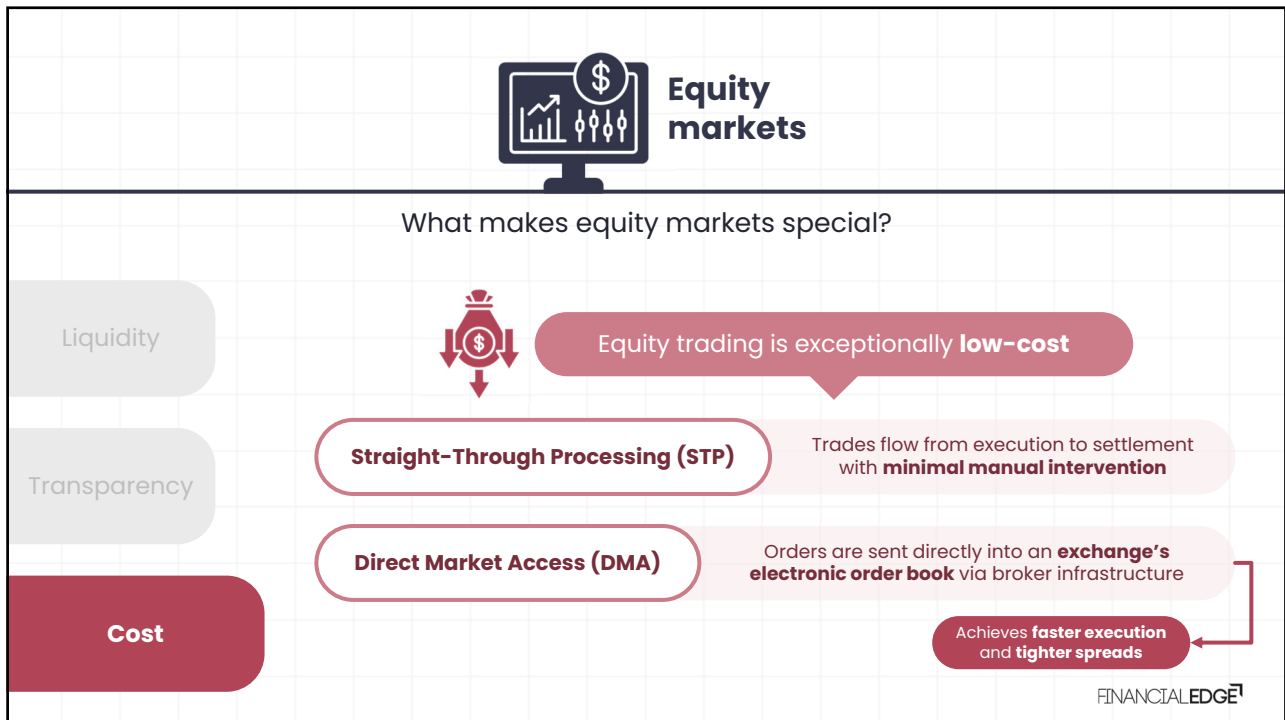 Equity
markets
What makes equity markets special?
Liquidity
Transparency
Cost
$
$
Equity trading is exceptionally low-cost
Straight-Through Processing (STP)
Trades flow from execution to settlement
with minimal manual intervention
Direct Market Access (DMA)
Orders are sent directly into an exchange's
electronic order book via broker infrastructure
Achieves faster execution
and tighter spreads
FINANCIALEDGE